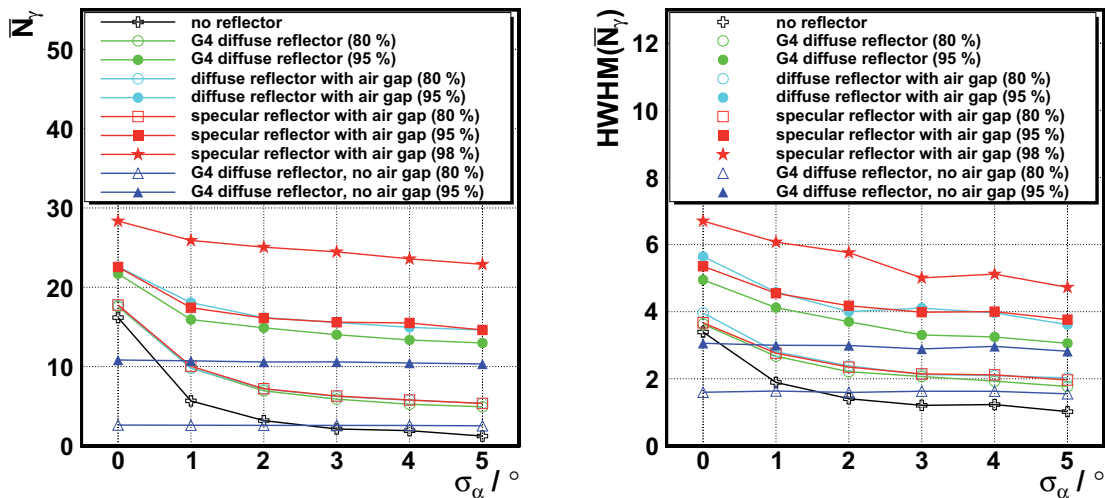 N̅γ
50
40
30
20
10
0
no reflector
G4 diffuse reflector (80 %)
G4 diffuse reflector (95 %)
diffuse reflector with air gap (80 %)
diffuse reflector with air gap (95 %)
specular reflector with air gap (80 %)
specular reflector with air gap (95 %)
specular reflector with air gap (98 %)
G4 diffuse reflector, no air gap (80 %)
G4 diffuse reflector, no air gap (95 %)
0 1 2 3 4 5
σα / °
HWHM(N̅γ)
12
10
8
6
4
2
0
no reflector
G4 diffuse reflector (80 %)
G4 diffuse reflector (95 %)
diffuse reflector with air gap (80 %)
diffuse reflector with air gap (95 %)
specular reflector with air gap (80 %)
specular reflector with air gap (95 %)
specular reflector with air gap (98 %)
G4 diffuse reflector, no air gap (80 %)
G4 diffuse reflector, no air gap (95 %)
0 1 2 3 4 5
σα / °